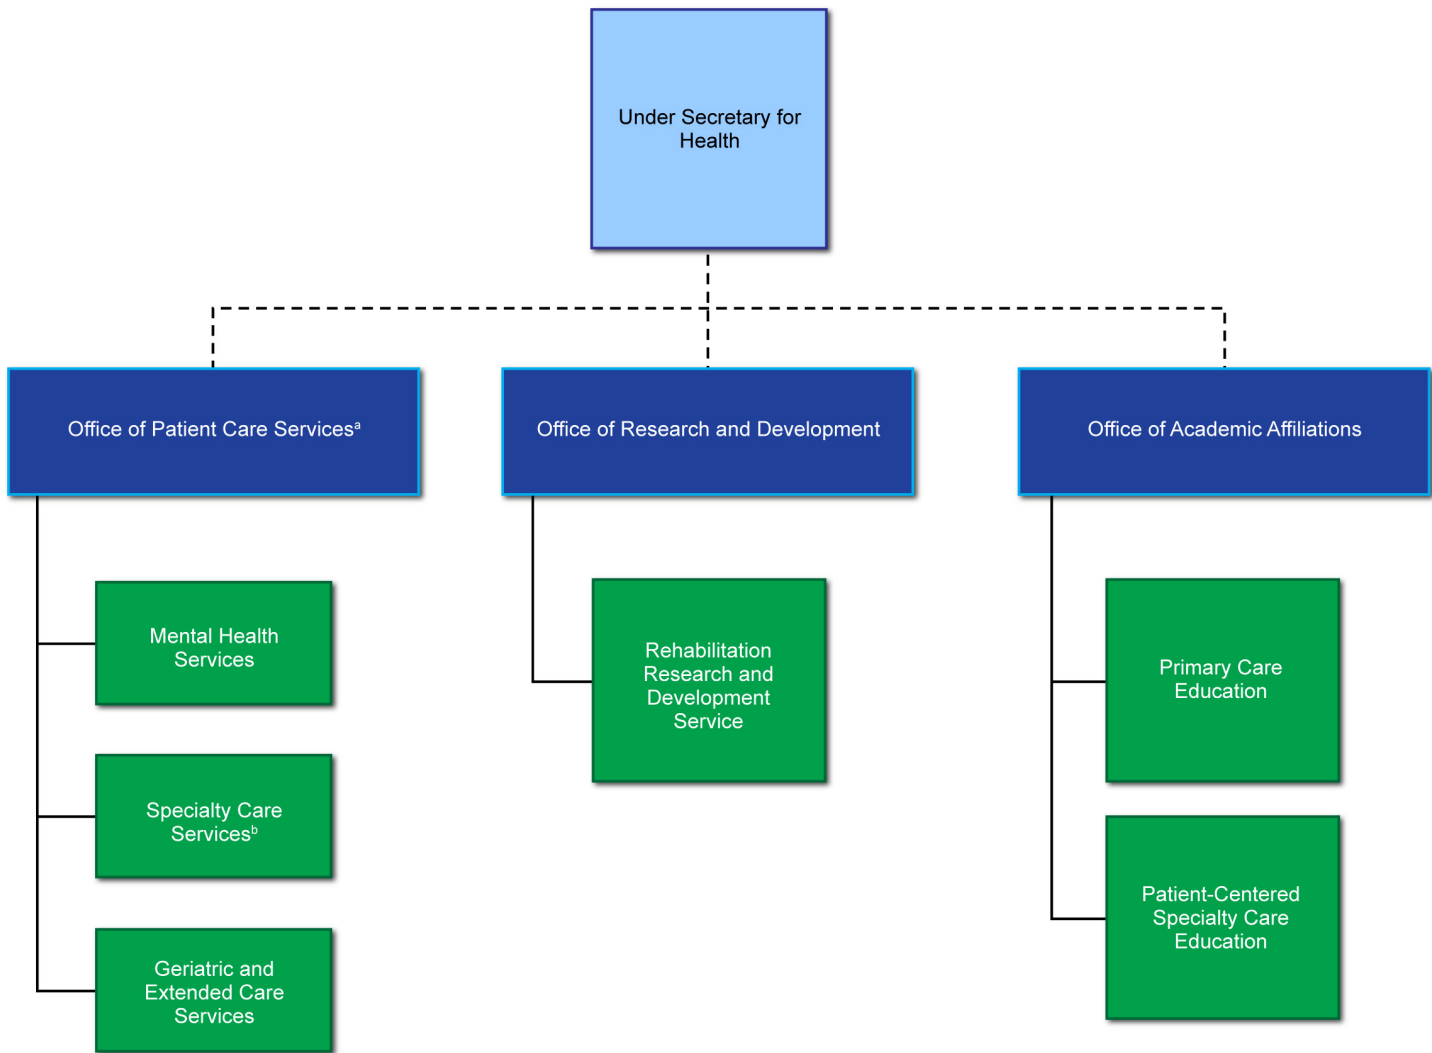 Under Secretary for
Health
Office of Patient Care Servicesᵃ
Office of Research and Development
Office of Academic Affiliations
Mental Health
Services
Specialty Care
Servicesᵇ
Geriatric and
Extended Care
Services
Rehabilitation
Research and
Development
Service
Primary Care
Education
Patient-Centered
Specialty Care
Education